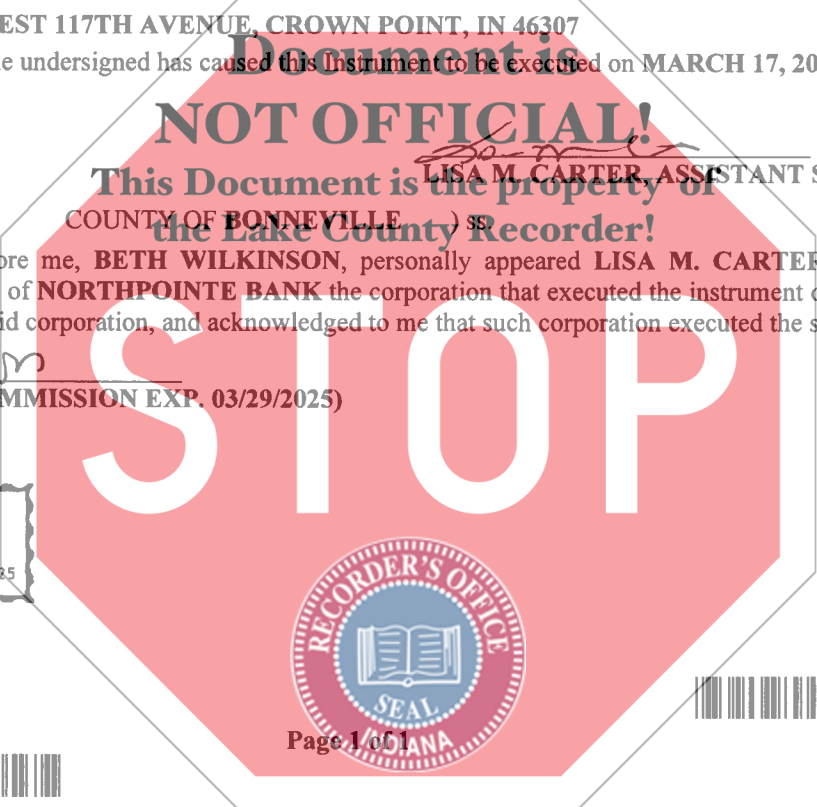 EST 117TH AVENUE, CROWN POINT, IN 46307
Document is
e undersigned has caused this Instrument to be executed on MARCH 17, 20
NOT OFFICIAL!
This Document is the property of
LISA M. CARTER, ASSISTANT S
COUNTY OF BONNEVILLE ) ss.
the Lake County Recorder!
ore me, BETH WILKINSON, personally appeared LISA M. CARTER
of NORTHPOINTE BANK the corporation that executed the instrument
id corporation, and acknowledged to me that such corporation executed the s
MMISSION EXP. 03/29/2025)
STOP
25
RECORDER'S OFFICE
SEAL
INDIANA
Page 1 of 1